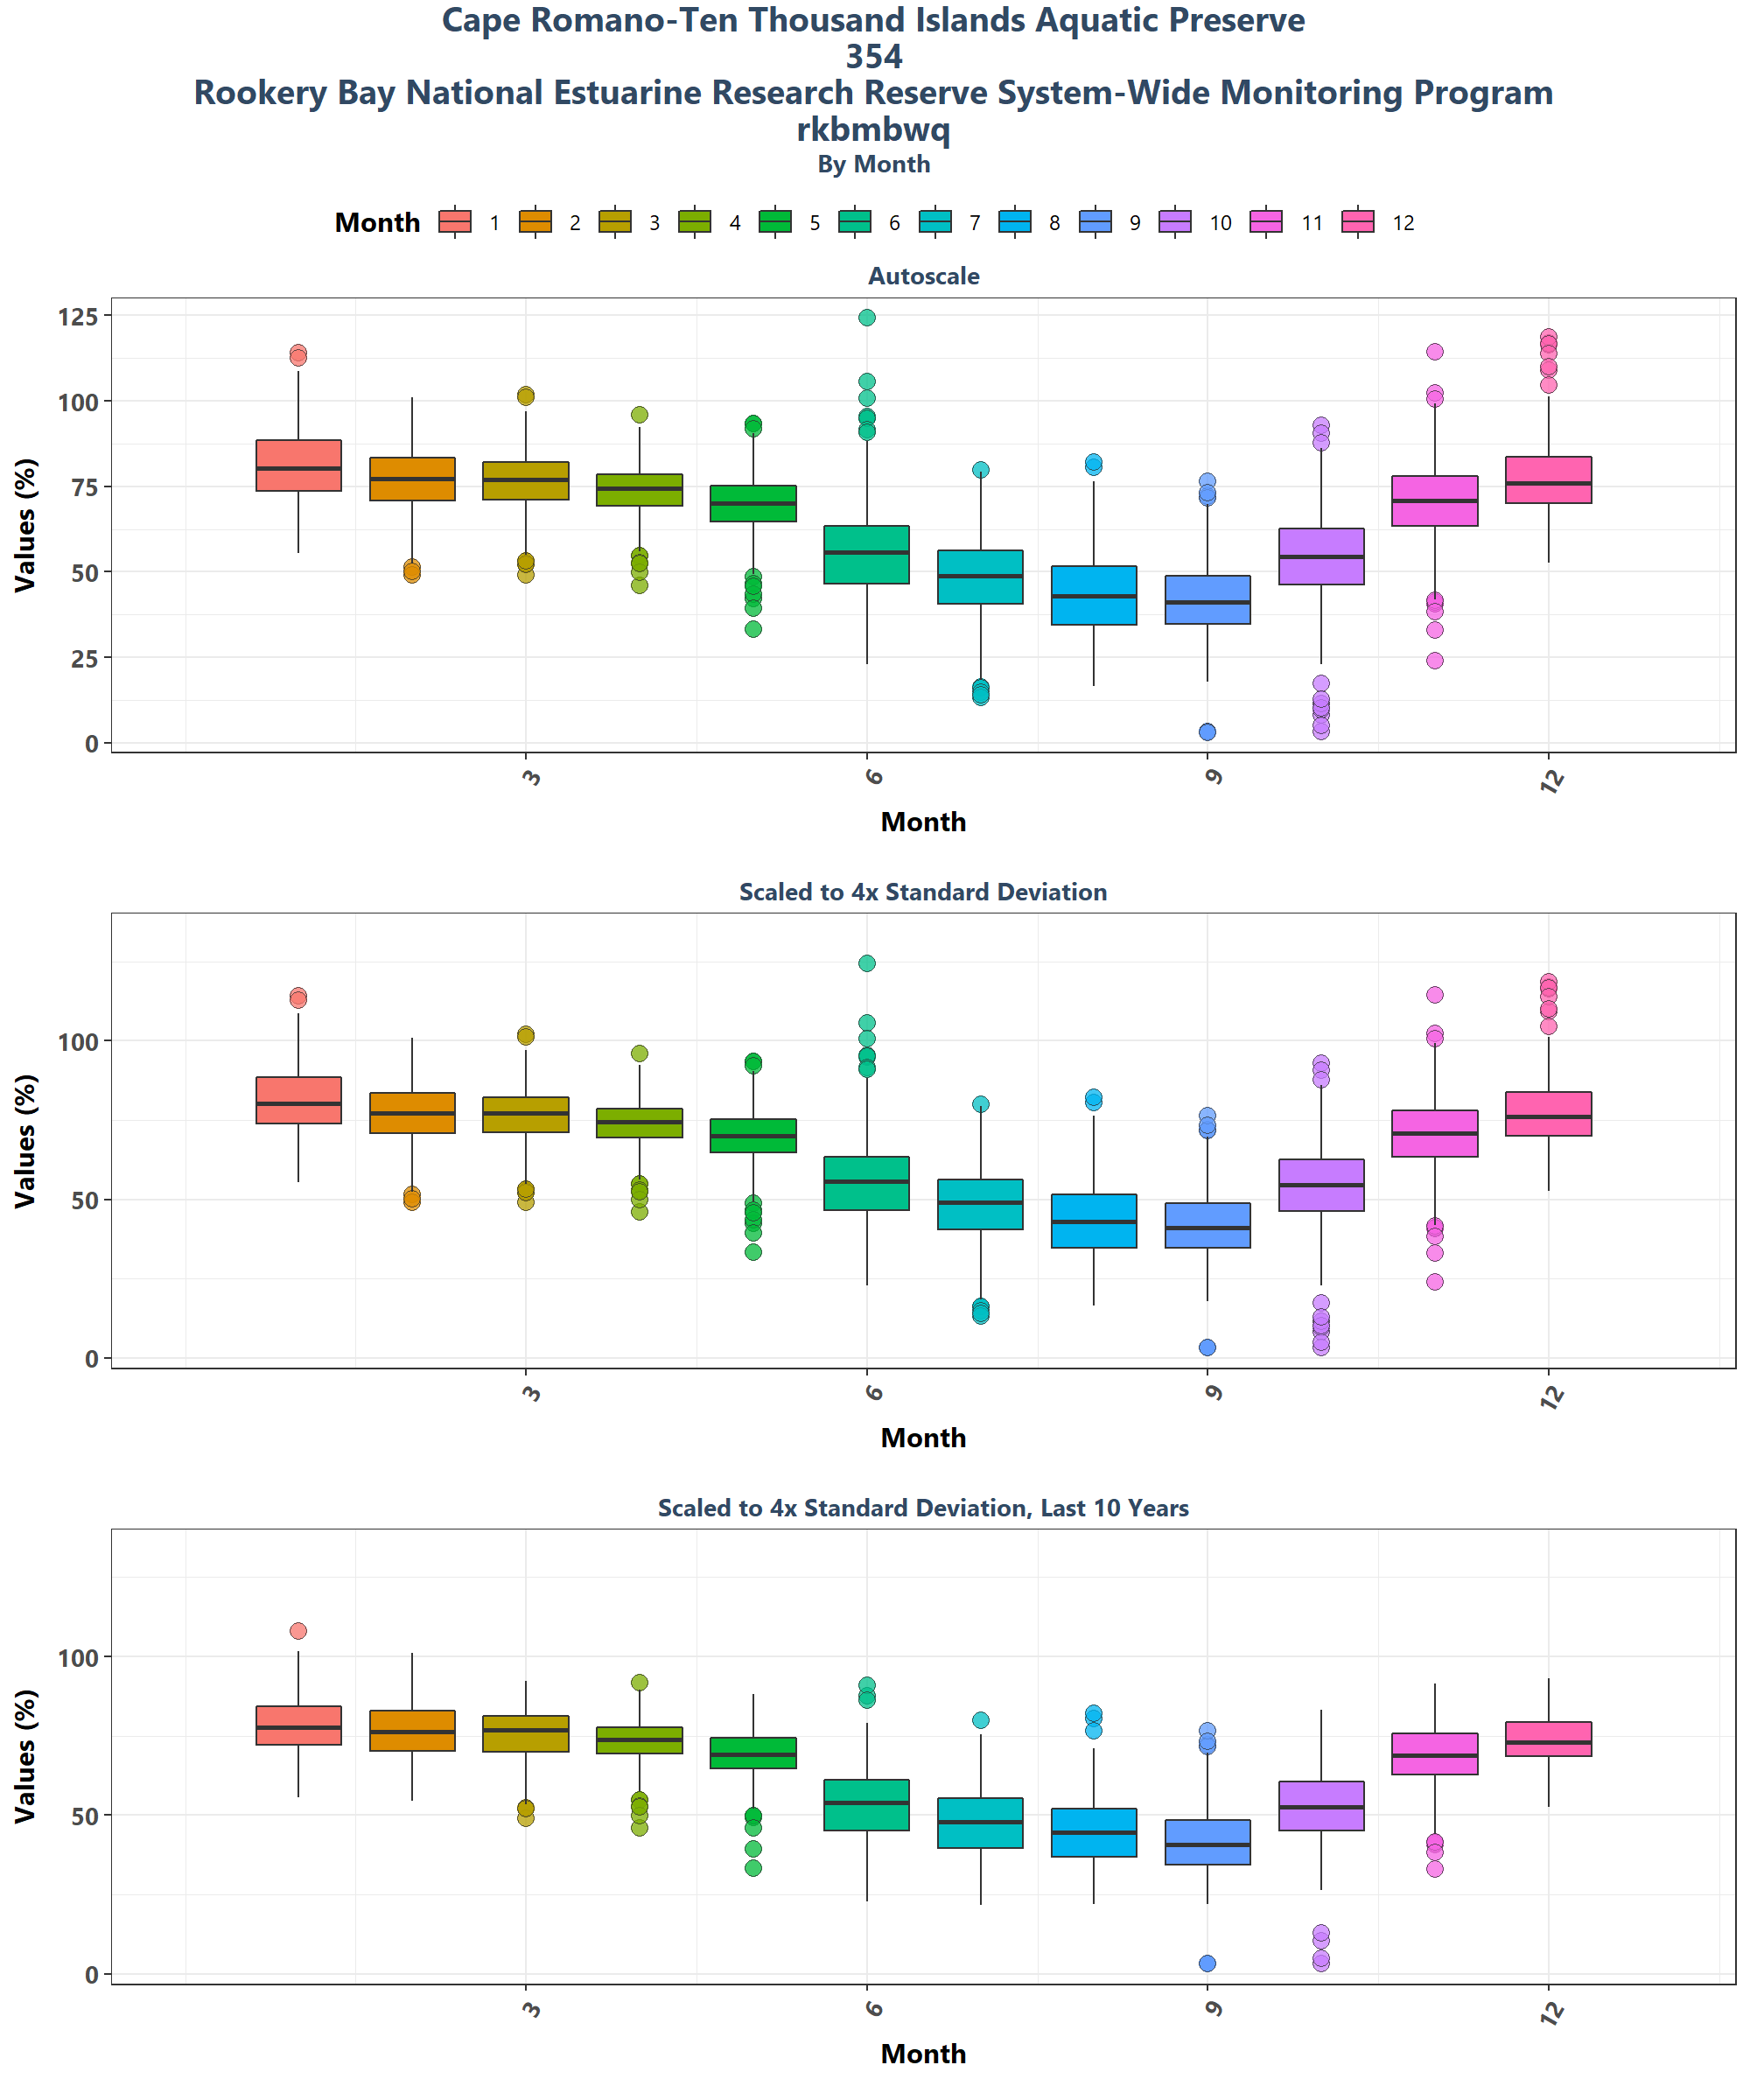 Cape Romano-Ten Thousand Islands Aquatic Preserve
354
Rookery Bay National Estuarine Research Reserve System-Wide Monitoring Program
rkbmbwq
By Month
Month 1 2 3 4 5 6 7 8 9 10 11 12
Autoscale
Values (%)
125
100
75
50
25
0
3 6 9 12
Month
Scaled to 4x Standard Deviation
Values (%)
100
50
0
3 6 9 12
Month
Scaled to 4x Standard Deviation, Last 10 Years
Values (%)
100
50
0
3 6 9 12
Month